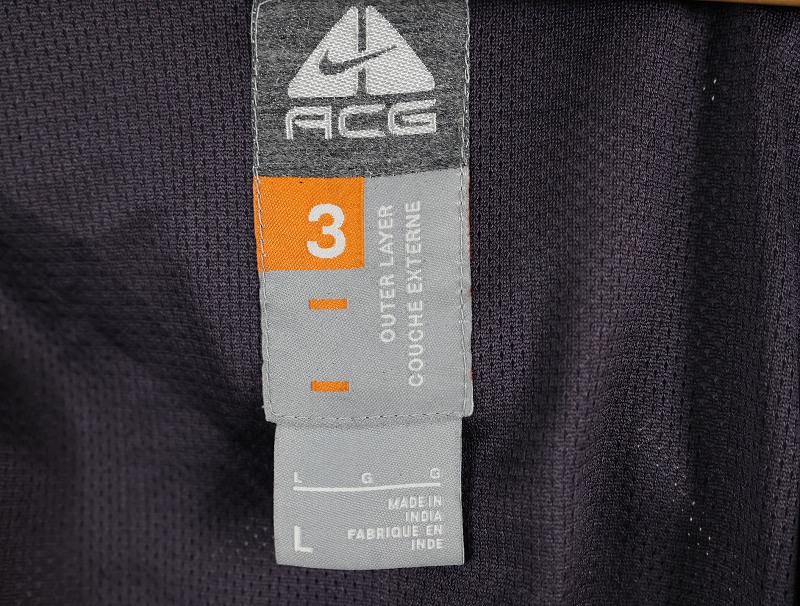 ACG
3
OUTER LAYER
COUCHE EXTERNE
L G G
L
MADE IN
INDIA
FABRIQUE EN
INDE